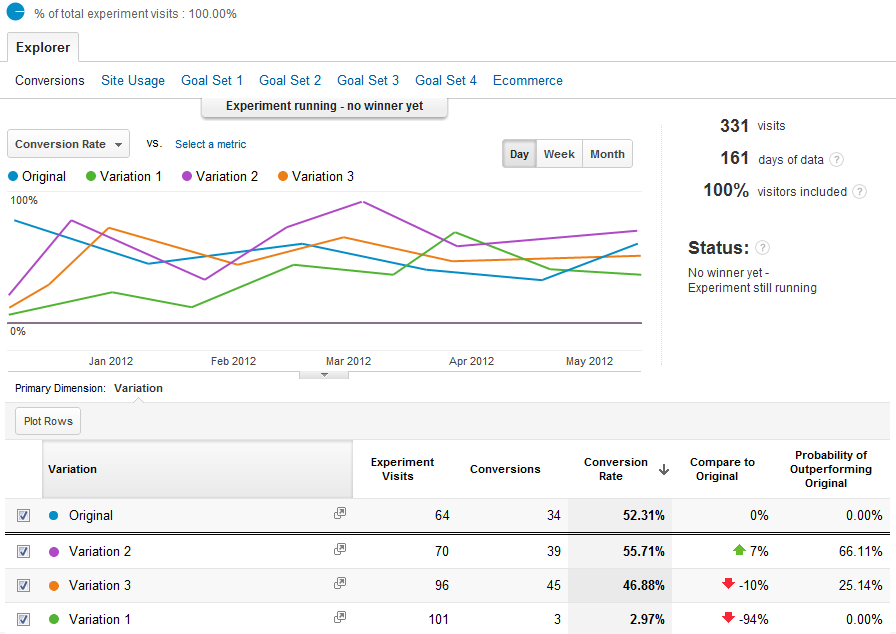 % of total experiment visits : 100.00%
Explorer
Conversions Site Usage Goal Set 1 Goal Set 2 Goal Set 3 Goal Set 4 Ecommerce
Experiment running - no winner yet
Conversion Rate VS. Select a metric
Day Week Month
Original Variation 1 Variation 2 Variation 3
100%
0%
Jan 2012 Feb 2012 Mar 2012 Apr 2012 May 2012
331 visits
161 days of data ?
100% visitors included ?
Status: ?
No winner yet -
Experiment still running
Primary Dimension: Variation
Plot Rows
Variation Experiment Visits Conversions Conversion Rate Compare to Original Probability of Outperforming Original
Original 64 34 52.31% 0% 0.00%
Variation 2 70 39 55.71% 7% 66.11%
Variation 3 96 45 46.88% -10% 25.14%
Variation 1 101 3 2.97% -94% 0.00%